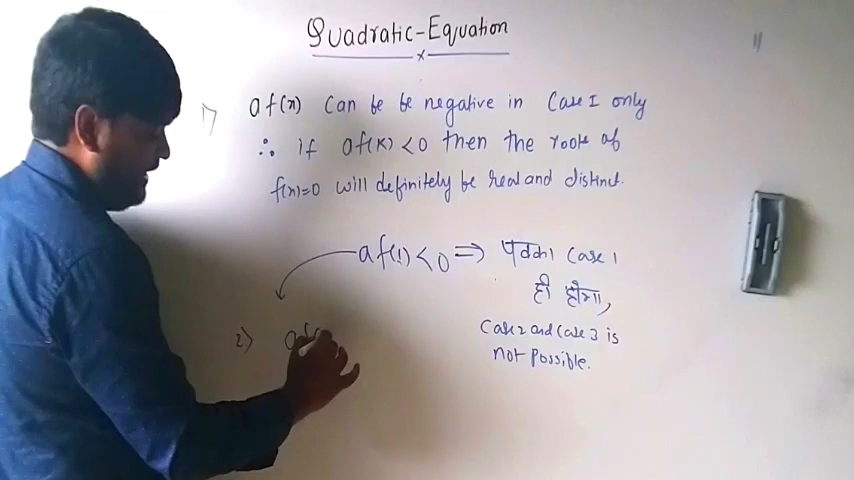 Quadratic-Equation
1) af(x) can be be negative in Case I only
∴ if af(K) < 0 then the roots of
f(x)=0 will definitely be real and distinct.
af(1) < 0 ⇒ पक्का Case 1
ही होगा,
Case 2 and Case 3 is
not possible.
2) af(